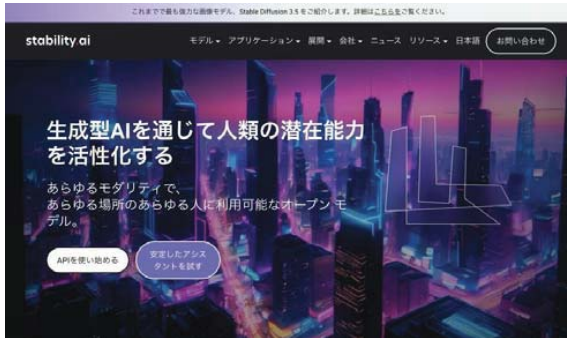 これまでで最も強力な画像モデル、Stable Diffusion 3.5 をご紹介します。詳細はこちらをご覧ください。
stability.ai
モデル アプリケーション 展開 会社 ニュース リソース 日本語 お問い合わせ
生成型AIを通じて人類の潜在能力
を活性化する
あらゆるモダリティで、
あらゆる場所のあらゆる人に利用可能なオープン モ
デル。
APIを使い始める
安定したアシス
タントを試す